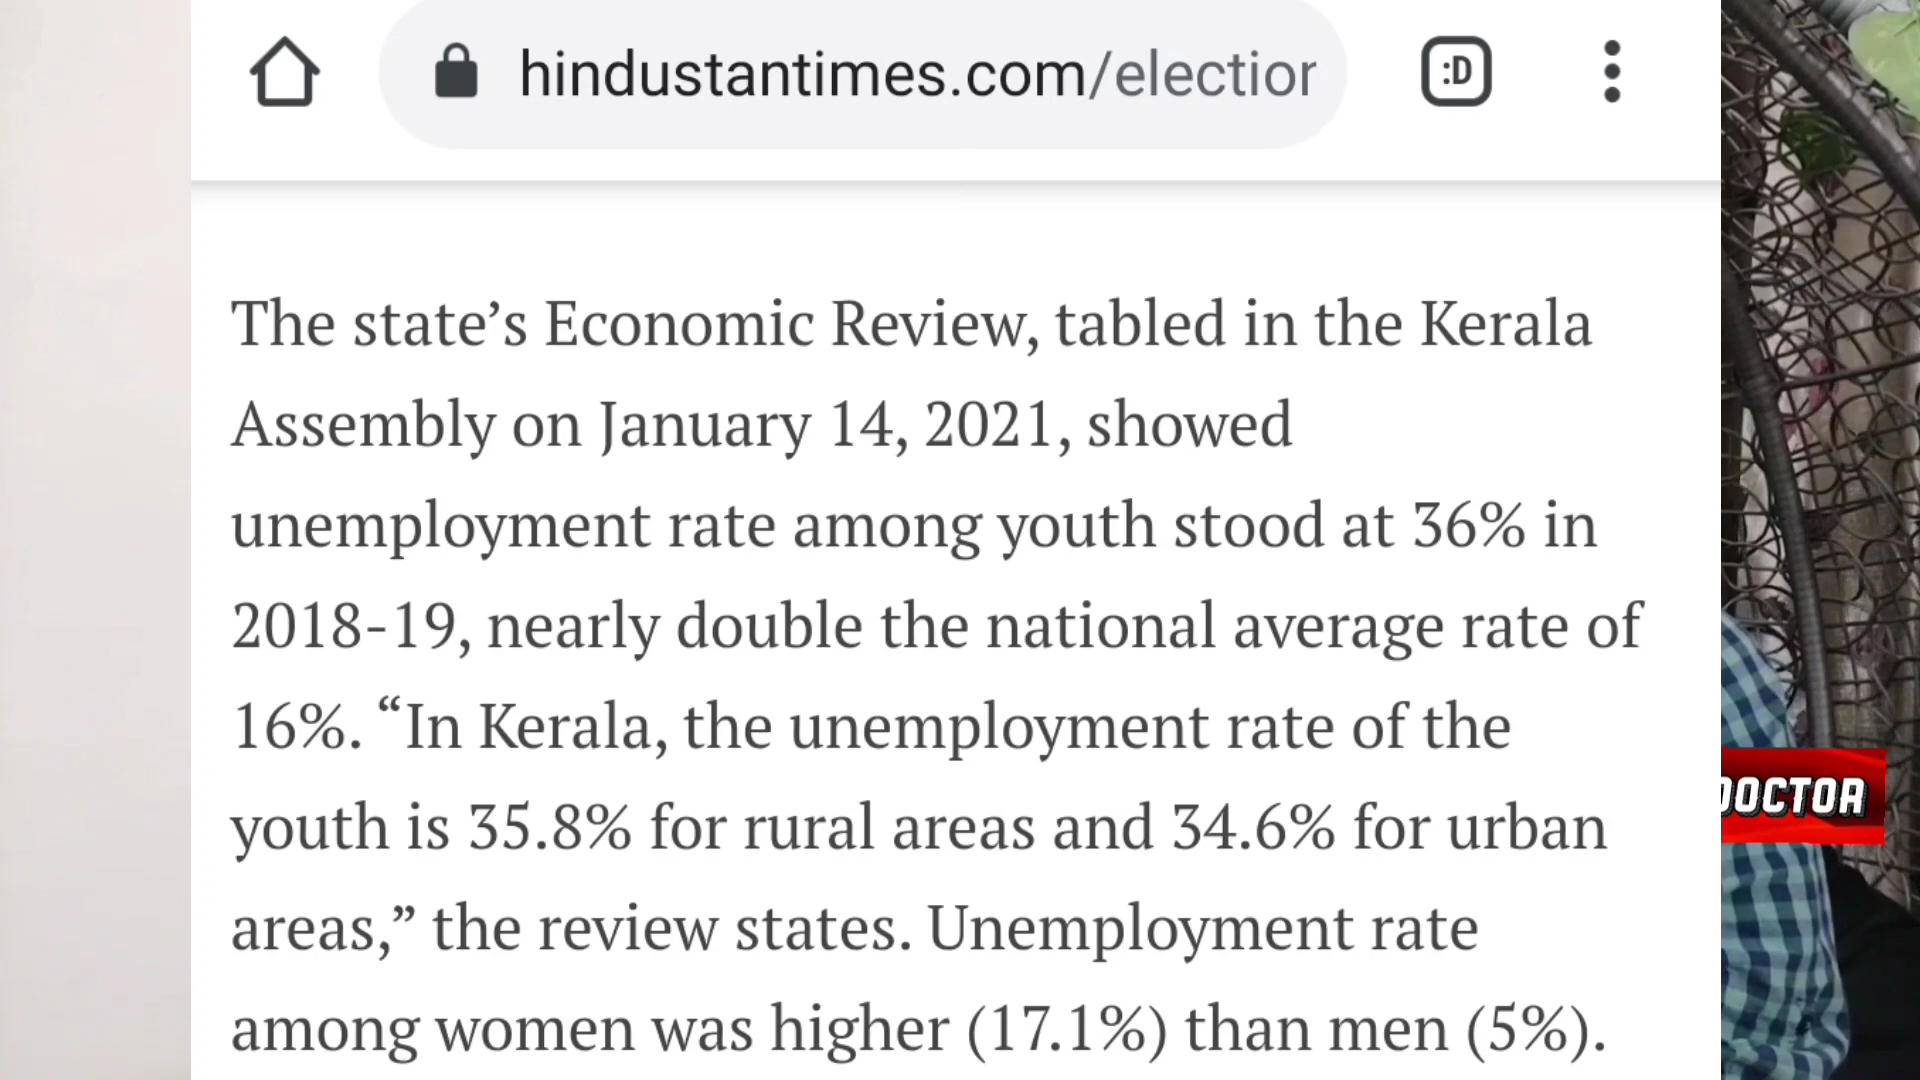 hindustantimes.com/election
:D
The state’s Economic Review, tabled in the Kerala
Assembly on January 14, 2021, showed
unemployment rate among youth stood at 36% in
2018-19, nearly double the national average rate of
16%. “In Kerala, the unemployment rate of the
youth is 35.8% for rural areas and 34.6% for urban
areas,” the review states. Unemployment rate
among women was higher (17.1%) than men (5%).
DOCTOR